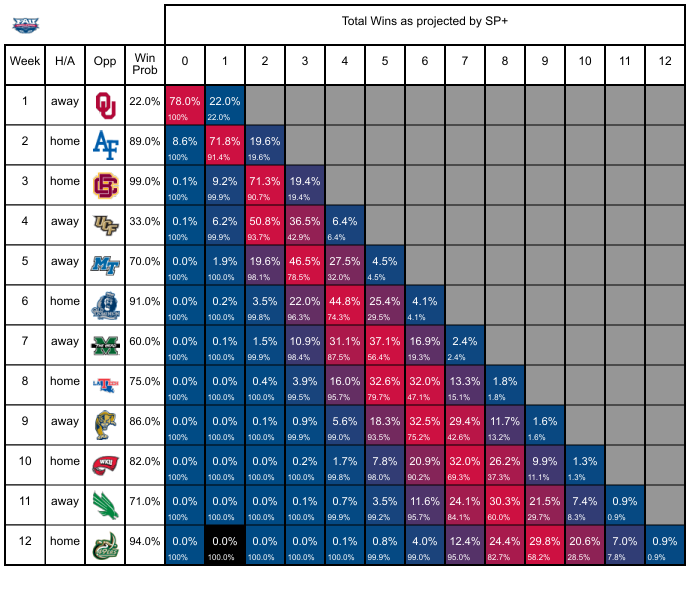 FAU
Total Wins as projected by SP+
Week H/A Opp Win Prob 0 1 2 3 4 5 6 7 8 9 10 11 12
1 away OU 22.0% 78.0% 22.0%
100% 22.0%
2 home AF 89.0% 8.6% 71.8% 19.6%
100% 91.4% 19.6%
3 home BC 99.0% 0.1% 9.2% 71.3% 19.4%
100% 99.9% 90.7% 19.4%
4 away UCF 33.0% 0.1% 6.2% 50.8% 36.5% 6.4%
100% 99.9% 93.7% 42.9% 6.4%
5 away MT 70.0% 0.0% 1.9% 19.6% 46.5% 27.5% 4.5%
100% 100.0% 98.1% 78.5% 32.0% 4.5%
6 home 91.0% 0.0% 0.2% 3.5% 22.0% 44.8% 25.4% 4.1%
100% 100.0% 99.8% 96.3% 74.3% 29.5% 4.1%
7 away M 60.0% 0.0% 0.1% 1.5% 10.9% 31.1% 37.1% 16.9% 2.4%
100% 100.0% 99.9% 98.4% 87.5% 56.4% 19.3% 2.4%
8 home LA TECH 75.0% 0.0% 0.0% 0.4% 3.9% 16.0% 32.6% 32.0% 13.3% 1.8%
100% 100.0% 100.0% 99.5% 95.7% 79.7% 47.1% 15.1% 1.8%
9 away 86.0% 0.0% 0.0% 0.1% 0.9% 5.6% 18.3% 32.5% 29.4% 11.7% 1.6%
100% 100.0% 100.0% 99.9% 99.0% 93.5% 75.2% 42.6% 13.2% 1.6%
10 home WKU 82.0% 0.0% 0.0% 0.0% 0.2% 1.7% 7.8% 20.9% 32.0% 26.2% 9.9% 1.3%
100% 100.0% 100.0% 100.0% 99.8% 98.0% 90.2% 69.3% 37.3% 11.1% 1.3%
11 away 71.0% 0.0% 0.0% 0.0% 0.1% 0.7% 3.5% 11.6% 24.1% 30.3% 21.5% 7.4% 0.9%
100% 100.0% 100.0% 100.0% 99.9% 99.2% 95.7% 84.1% 60.0% 29.7% 8.3% 0.9%
12 home 94.0% 0.0% 0.0% 0.0% 0.0% 0.1% 0.8% 4.0% 12.4% 24.4% 29.8% 20.6% 7.0% 0.9%
100% 100.0% 100.0% 100.0% 100.0% 99.9% 99.0% 95.0% 82.7% 58.2% 28.5% 7.8% 0.9%